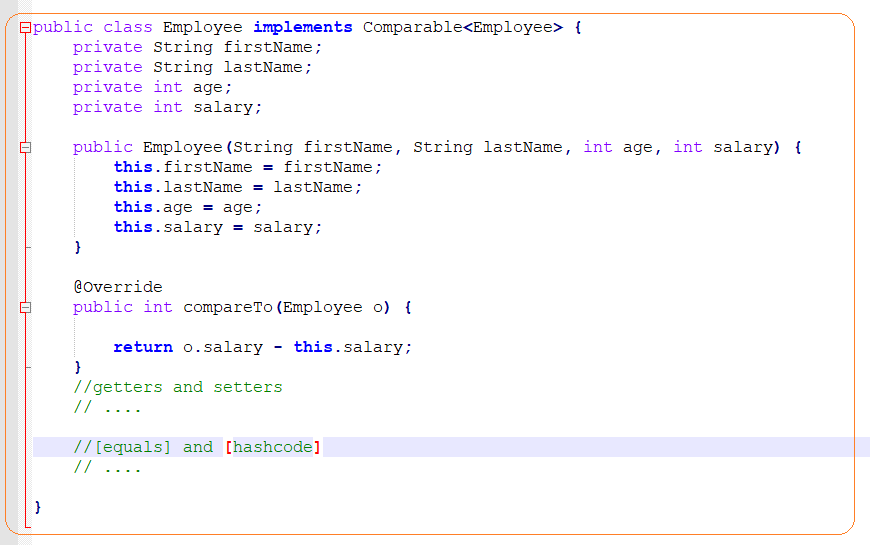 public class Employee implements Comparable<Employee> {
    private String firstName;
    private String lastName;
    private int age;
    private int salary;

    public Employee(String firstName, String lastName, int age, int salary) {
        this.firstName = firstName;
        this.lastName = lastName;
        this.age = age;
        this.salary = salary;
    }

    @Override
    public int compareTo(Employee o) {

        return o.salary - this.salary;
    }
    //getters and setters
    // ....

    //[equals] and [hashcode]
    // ....

}